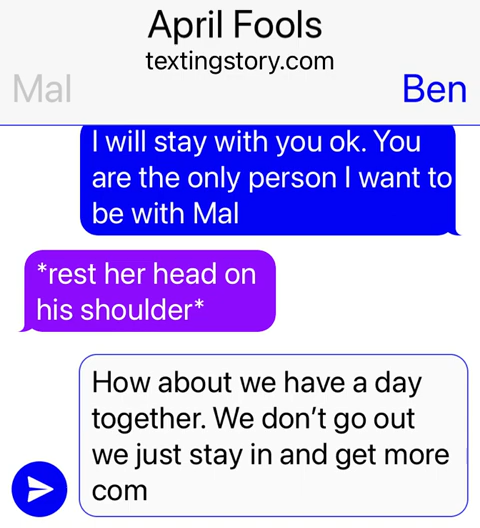 April Fools
textingstory.com
Mal
Ben
I will stay with you ok. You
are the only person I want to
be with Mal
*rest her head on
his shoulder*
How about we have a day
together. We don’t go out
we just stay in and get more
com